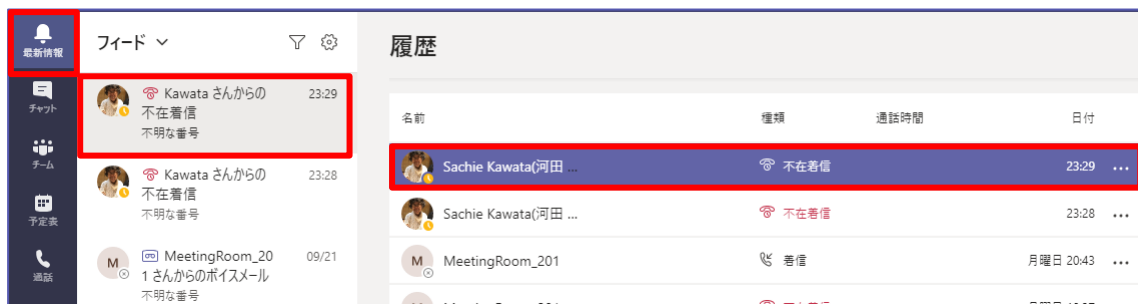 最新情報
チャット
チーム
予定表
通話
フィード
Kawata さんからの 23:29
不在着信
不明な番号
Kawata さんからの 23:28
不在着信
不明な番号
M MeetingRoom_20 09/21
1 さんからのボイスメール
不明な番号
履歴
名前 種類 通話時間 日付
Sachie Kawata(河田 ... 不在着信 23:29 ...
Sachie Kawata(河田 ... 不在着信 23:28 ...
M MeetingRoom_201 着信 月曜日 20:43 ...